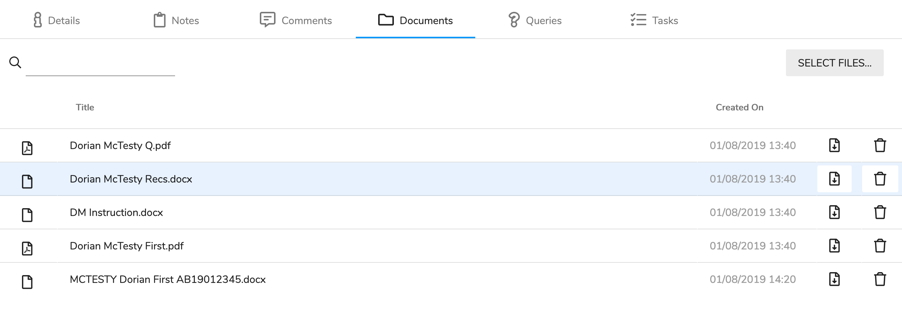 Details Notes Comments Documents Queries Tasks
SELECT FILES...
Title Created On
Dorian McTesty Q.pdf 01/08/2019 13:40
Dorian McTesty Recs.docx 01/08/2019 13:40
DM Instruction.docx 01/08/2019 13:40
Dorian McTesty First.pdf 01/08/2019 13:40
MCTESTY Dorian First AB19012345.docx 01/08/2019 14:20